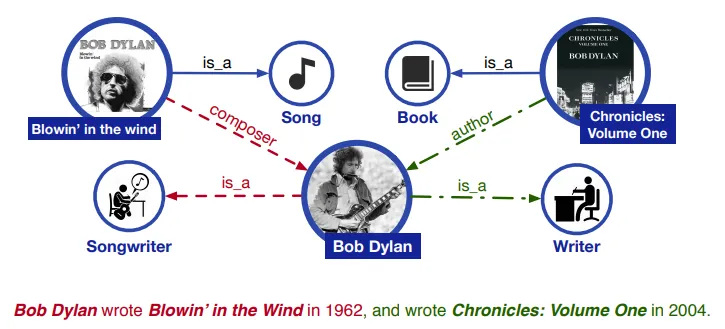 BOB DYLAN
Blowin'
in the wind
Blowin' in the wind
is_a
Song
Book
is_a
CHRONICLES
VOLUME ONE
BOB DYLAN
Chronicles:
Volume One
composer
author
is_a
Songwriter
Bob Dylan
is_a
Writer
Bob Dylan wrote Blowin' in the Wind in 1962, and wrote Chronicles: Volume One in 2004.